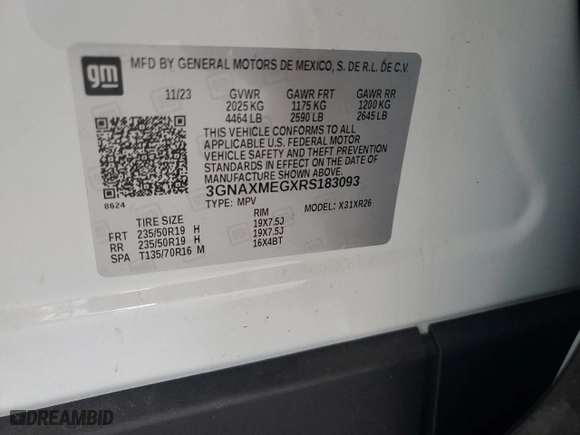 gm
MFD BY GENERAL MOTORS DE MEXICO, S. DE R.L. DE C.V.
11/23 GVWR GAWR FRT GAWR RR
2025 KG 1175 KG 1200 KG
4464 LB 2590 LB 2645 LB
THIS VEHICLE CONFORMS TO ALL
APPLICABLE U.S. FEDERAL MOTOR
VEHICLE SAFETY AND THEFT PREVENTION
STANDARDS IN EFFECT ON THE DATE OF
MANUFACTURE SHOWN ABOVE.
3GNAXMEGXRS183093
8624
TYPE: MPV MODEL: X31XR26
TIRE SIZE RIM
FRT 235/50R19 H 19X7.5J
RR 235/50R19 H 19X7.5J
SPA T135/70R16 M 16X4BT
DREAMBID